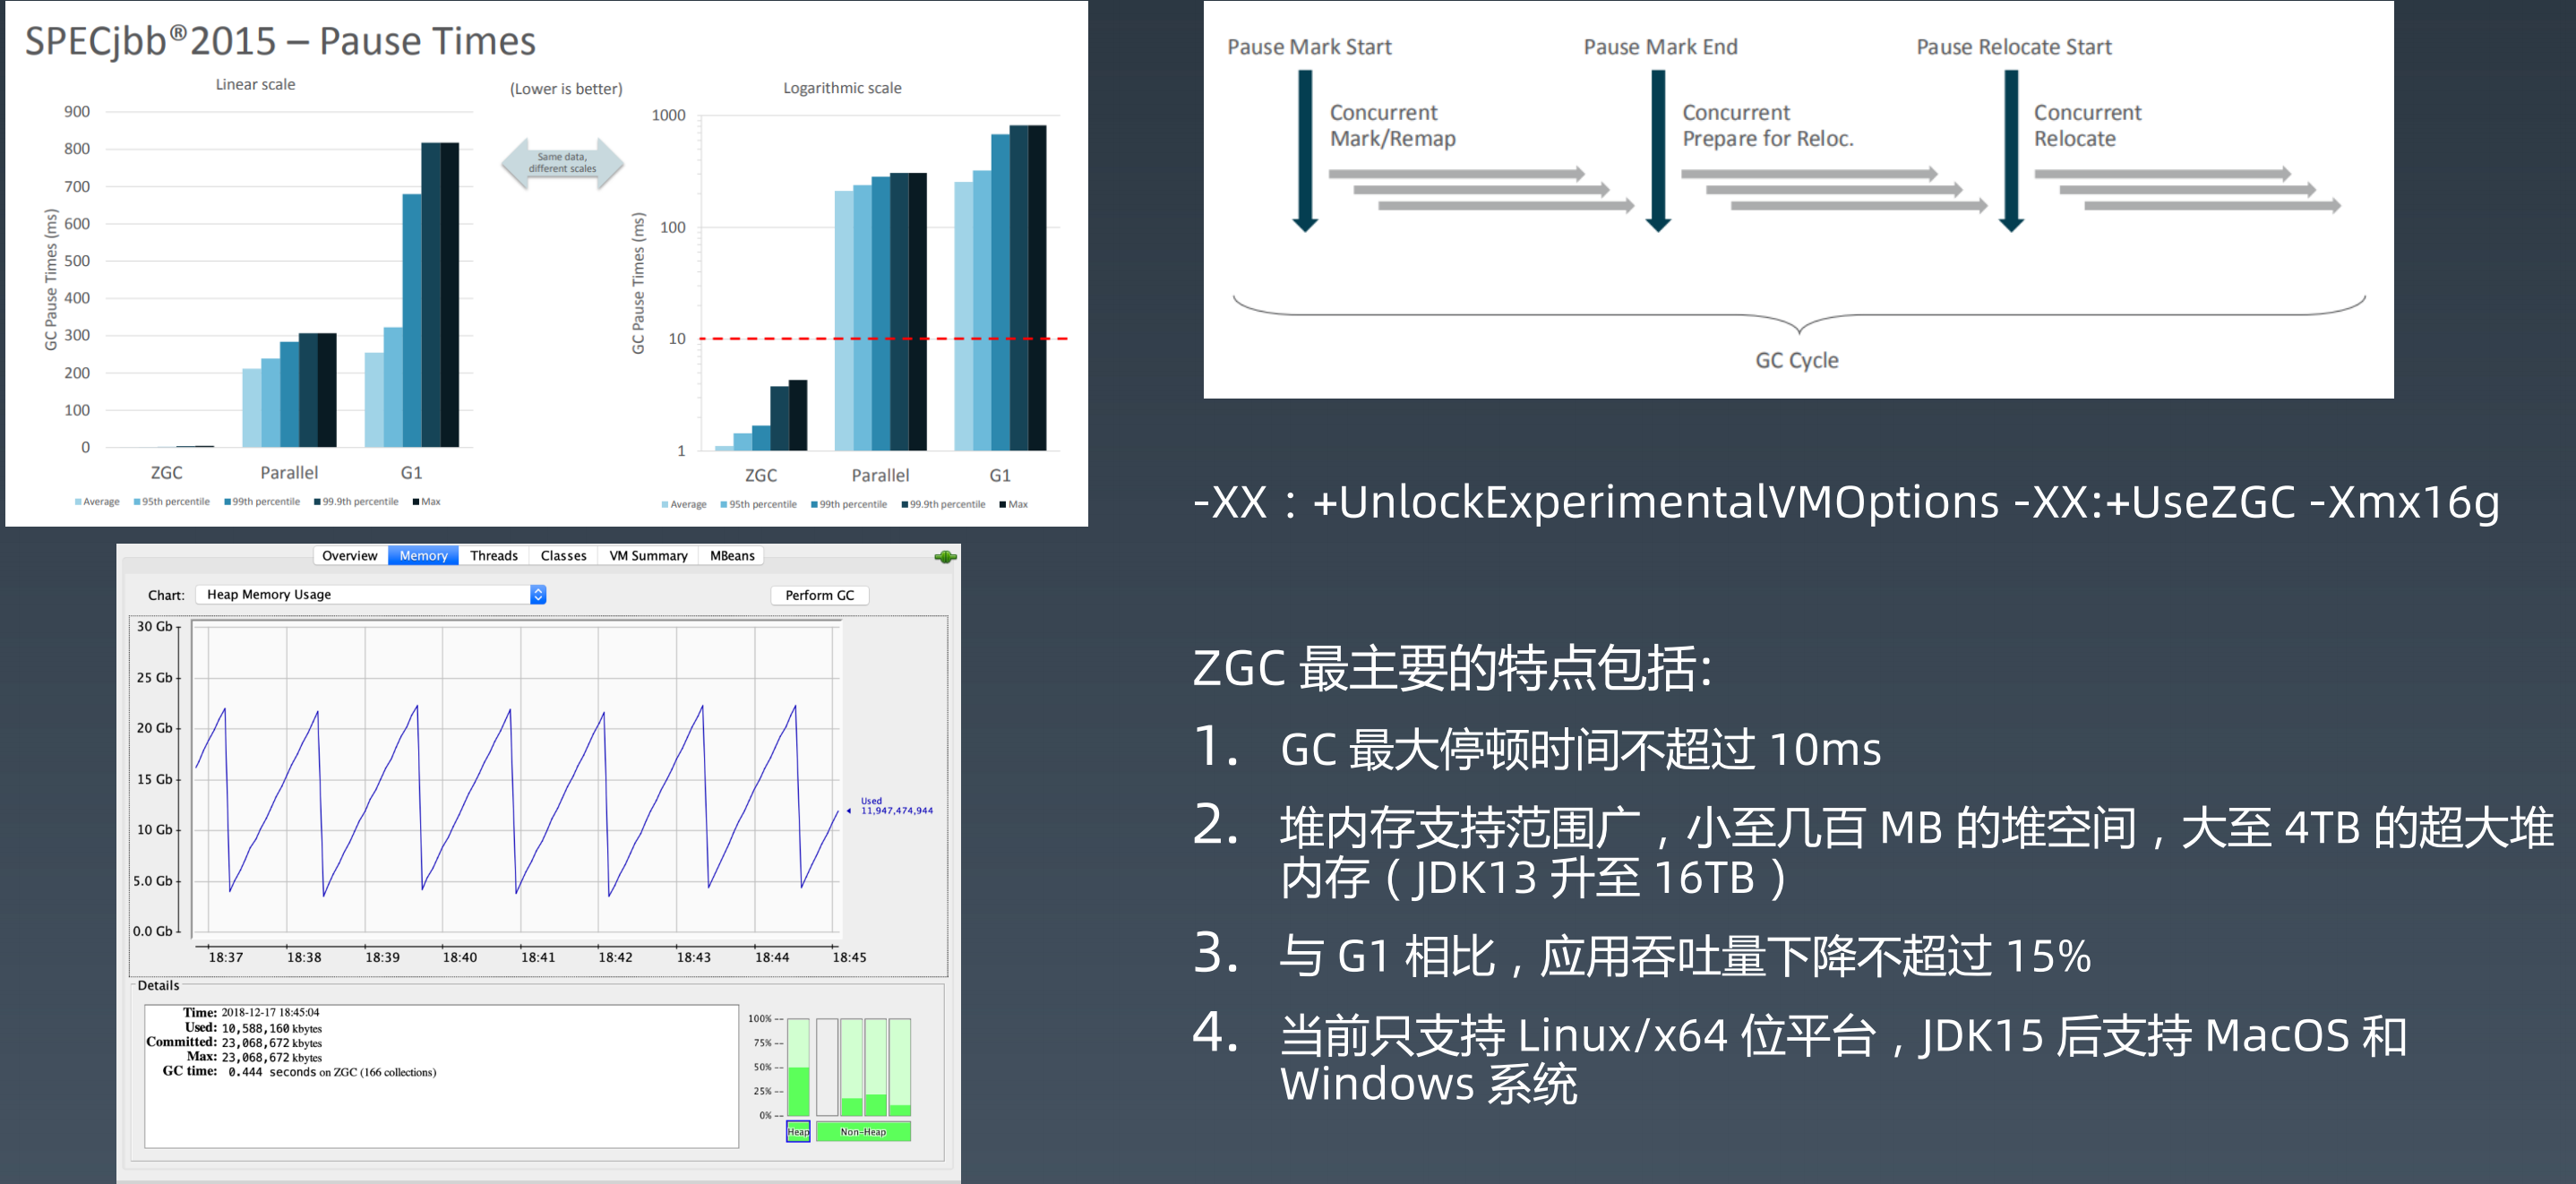 SPECjbb®2015 – Pause Times
Linear scale
(Lower is better)
Logarithmic scale
Same data,
different scales
GC Pause Times (ms)
900
800
700
600
500
400
300
200
100
0
ZGC
Parallel
G1
Average
95th percentile
99th percentile
99.9th percentile
Max
GC Pause Times (ms)
1000
100
10
1
ZGC
Parallel
G1
Average
95th percentile
99th percentile
99.9th percentile
Max
Pause Mark Start
Pause Mark End
Pause Relocate Start
Concurrent
Mark/Remap
Concurrent
Prepare for Reloc.
Concurrent
Relocate
GC Cycle
-XX：+UnlockExperimentalVMOptions -XX:+UseZGC -Xmx16g
Overview
Memory
Threads
Classes
VM Summary
MBeans
Chart:
Heap Memory Usage
Perform GC
30 Gb
25 Gb
20 Gb
15 Gb
10 Gb
5.0 Gb
0.0 Gb
Used
11,947,474,944
18:37
18:38
18:39
18:40
18:41
18:42
18:43
18:44
18:45
Details
Time: 2018-12-17 18:45:04
Used: 10,588,160 kbytes
Committed: 23,068,672 kbytes
Max: 23,068,672 kbytes
GC time: 0.444 seconds on ZGC (166 collections)
100% --
75% --
50% --
25% --
0% --
Heap
Non-Heap
ZGC 最主要的特点包括:
1. GC 最大停顿时间不超过 10ms
2. 堆内存支持范围广，小至几百 MB 的堆空间，大至 4TB 的超大堆
内存（JDK13 升至 16TB）
3. 与 G1 相比，应用吞吐量下降不超过 15%
4. 当前只支持 Linux/x64 位平台，JDK15 后支持 MacOS 和
Windows 系统